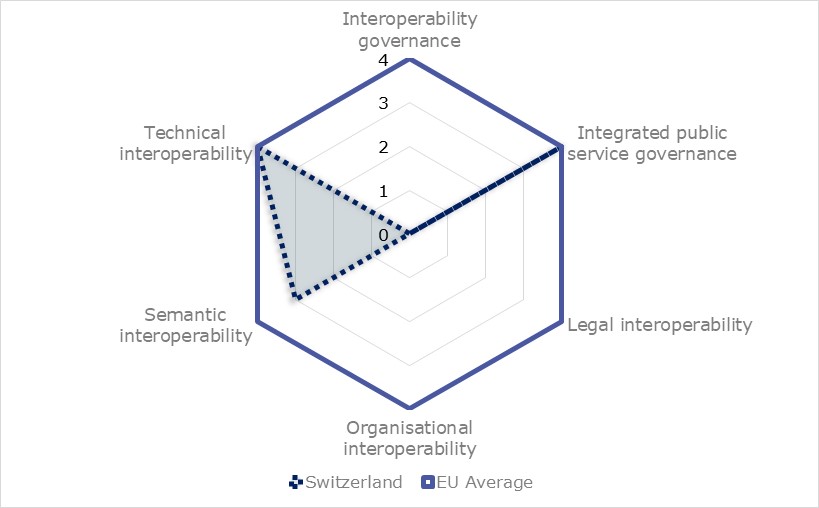 Interoperability
governance
4
3
2
1
0
Technical
interoperability
Integrated public
service governance
Semantic
interoperability
Legal interoperability
Organisational
interoperability
Switzerland
EU Average